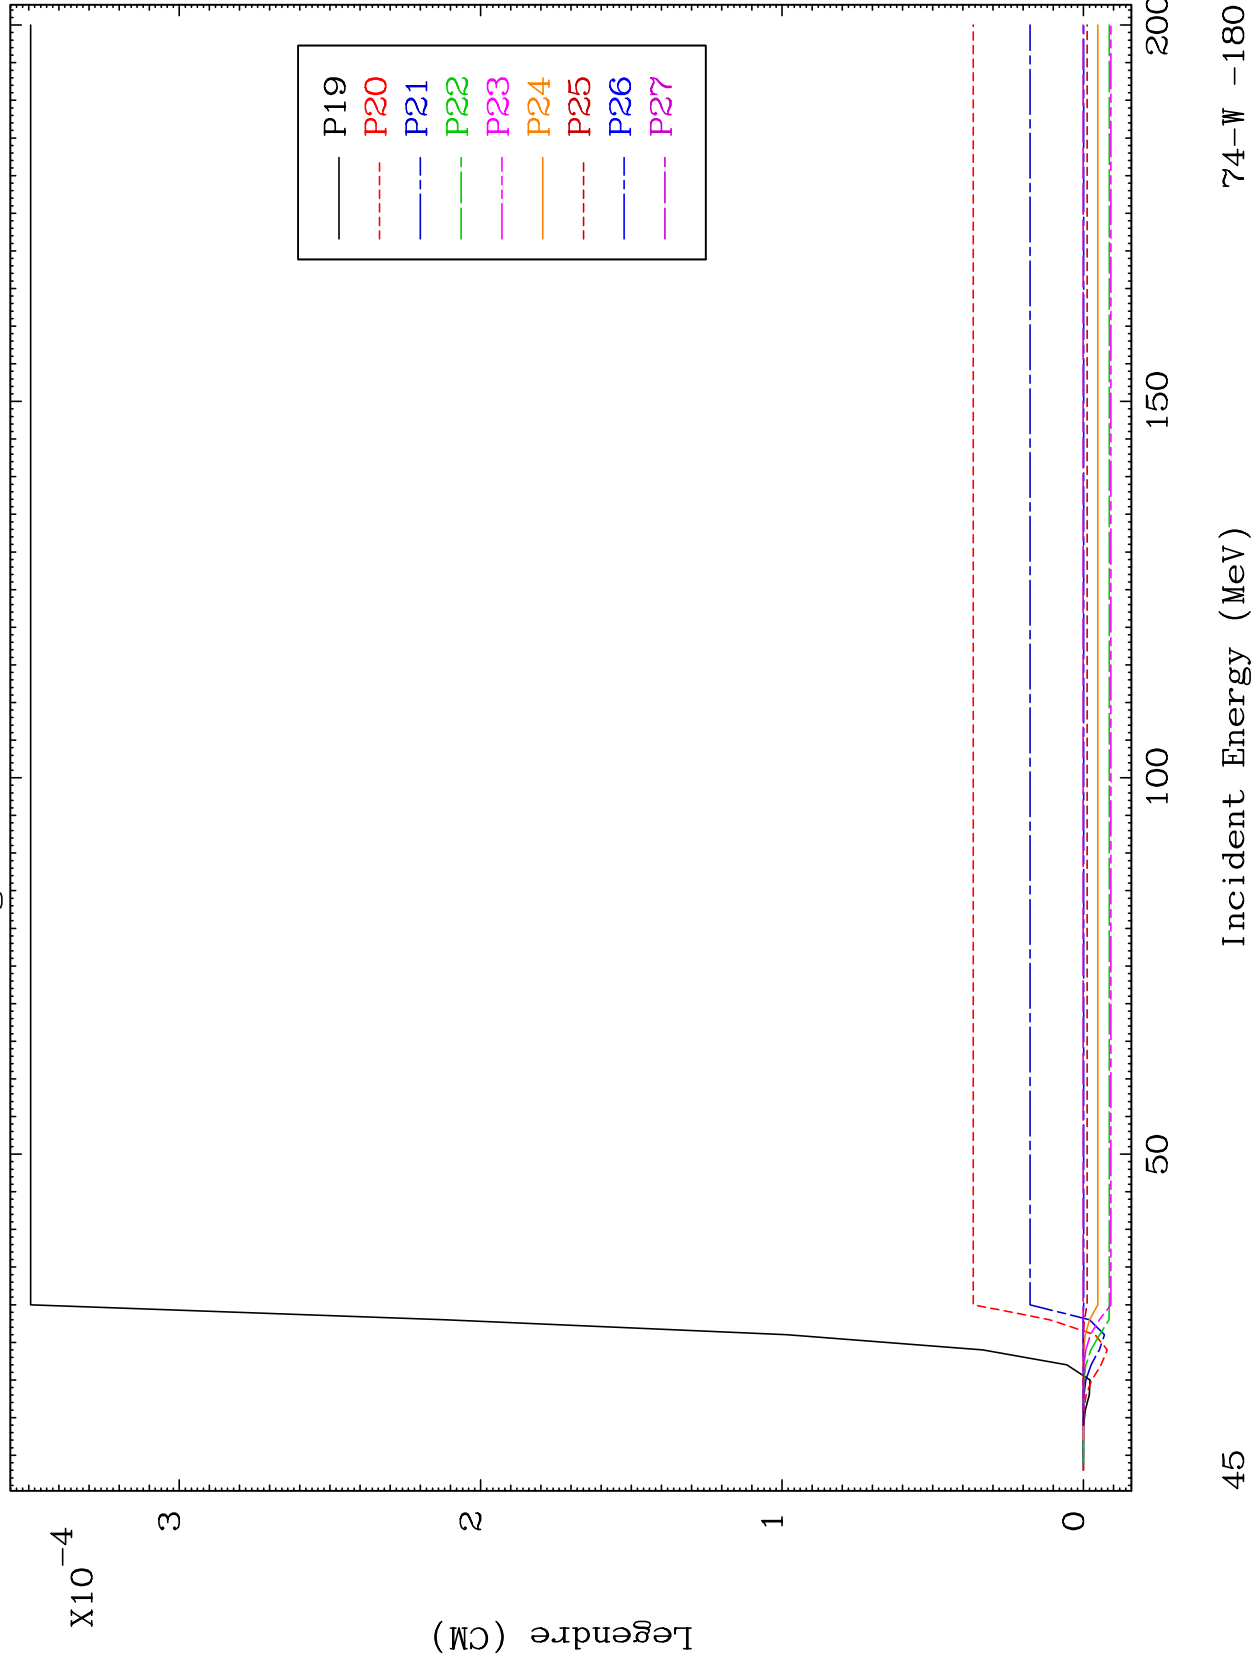 X10-4
3
2
1
0
Legendre (CM)
P19
P20
P21
P22
P23
P24
P25
P26
P27
50
100
150
200
Incident Energy (MeV)
45
74-W -180